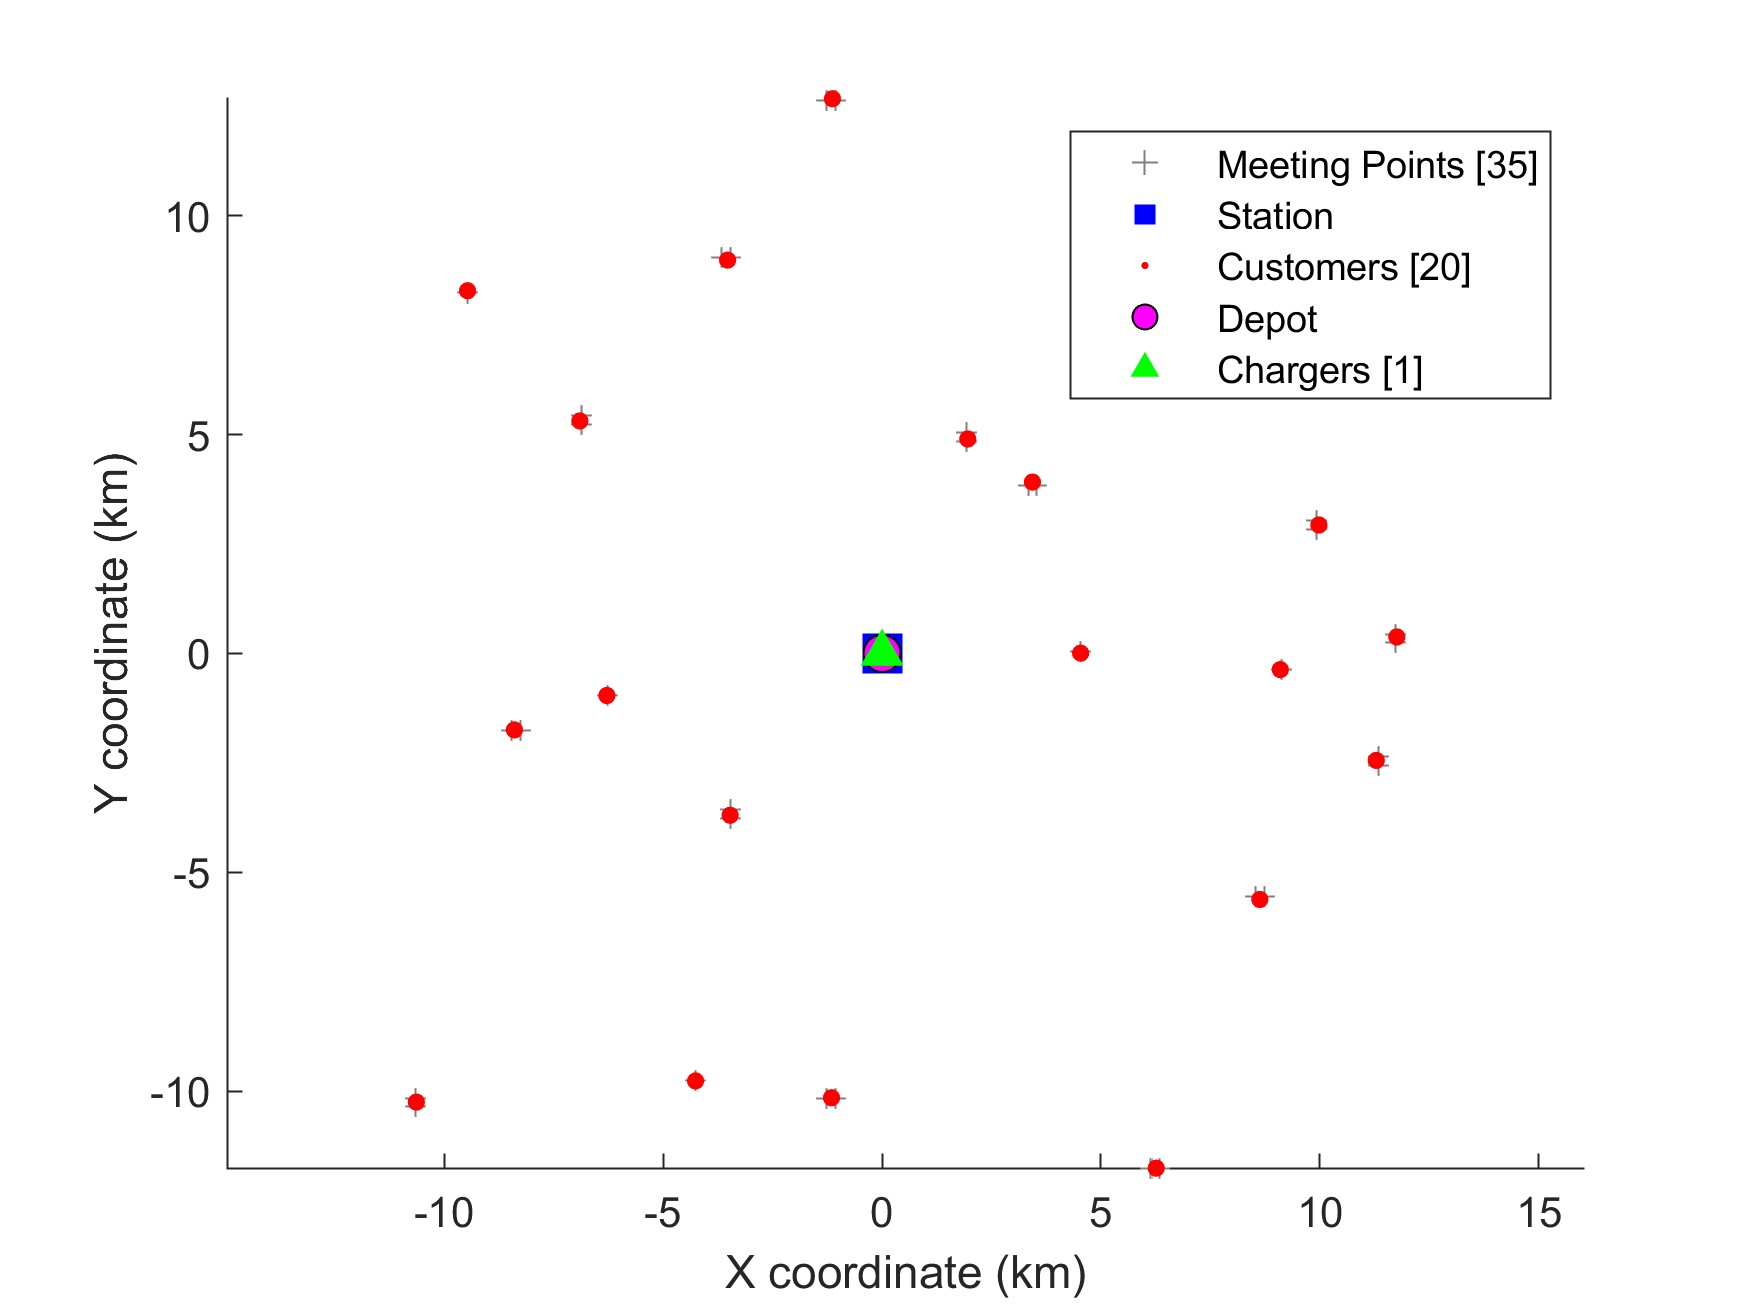 10
5
0
-5
-10
-10
-5
0
5
10
15
X coordinate (km)
Y coordinate (km)
Meeting Points [35]
Station
Customers [20]
Depot
Chargers [1]